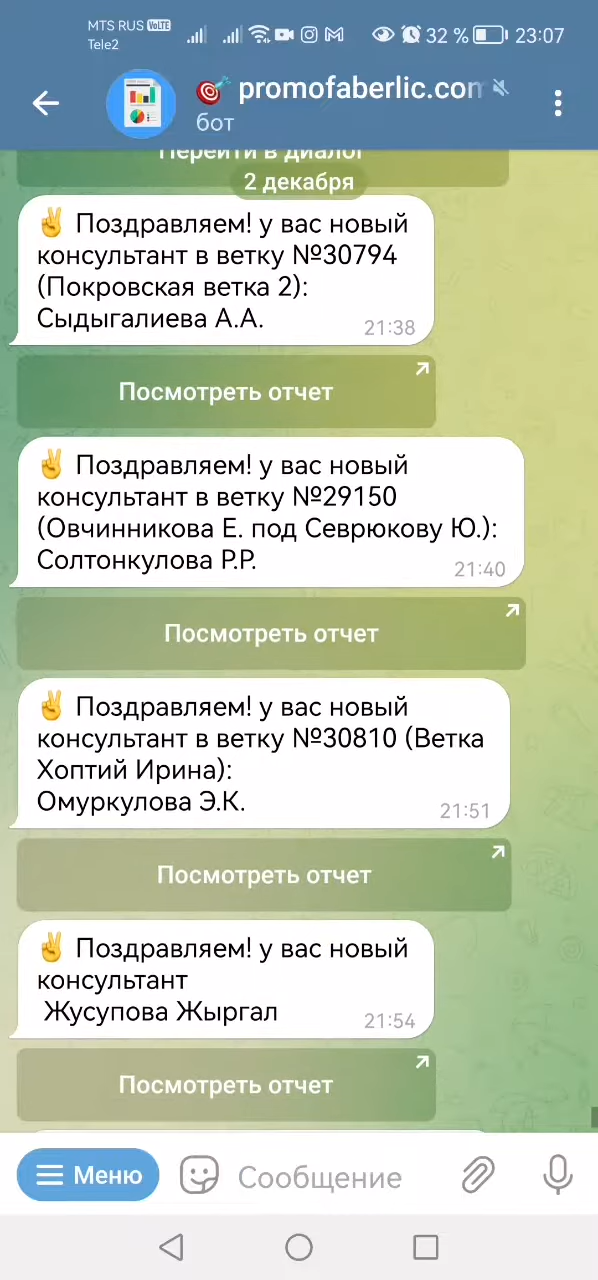 MTS RUS VoLTE
Tele2
32 % 23:07
promofaberlic.com
бот
Перейти в диалог
2 декабря
✌ Поздравляем! у вас новый
консультант в ветку №30794
(Покровская ветка 2):
Сыдыгалиева А.А.
21:38
Посмотреть отчет
✌ Поздравляем! у вас новый
консультант в ветку №29150
(Овчинникова Е. под Севрюкову Ю.):
Солтонкулова Р.Р.
21:40
Посмотреть отчет
✌ Поздравляем! у вас новый
консультант в ветку №30810 (Ветка
Хоптий Ирина):
Омуркулова Э.К.
21:51
Посмотреть отчет
✌ Поздравляем! у вас новый
консультант
Жусупова Жыргал
21:54
Посмотреть отчет
Меню
Сообщение